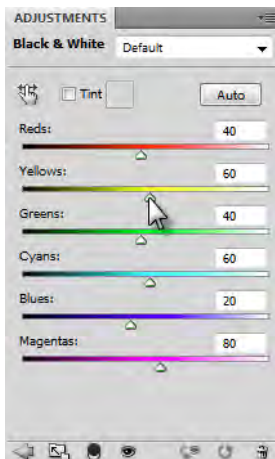 ADJUSTMENTS
Black & White Default
Tint Auto
Reds: 40
Yellows: 60
Greens: 40
Cyans: 60
Blues: 20
Magentas: 80